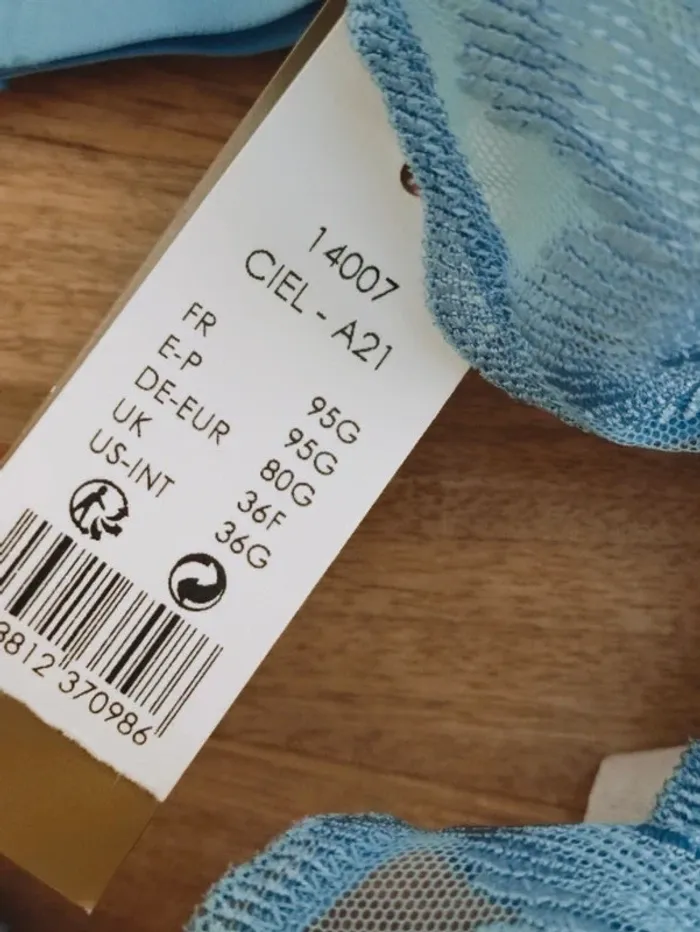 14007
CIEL - A21
FR 95G
E-P 95G
DE-EUR 80G
UK 36F
US-INT 36G
3812 370986